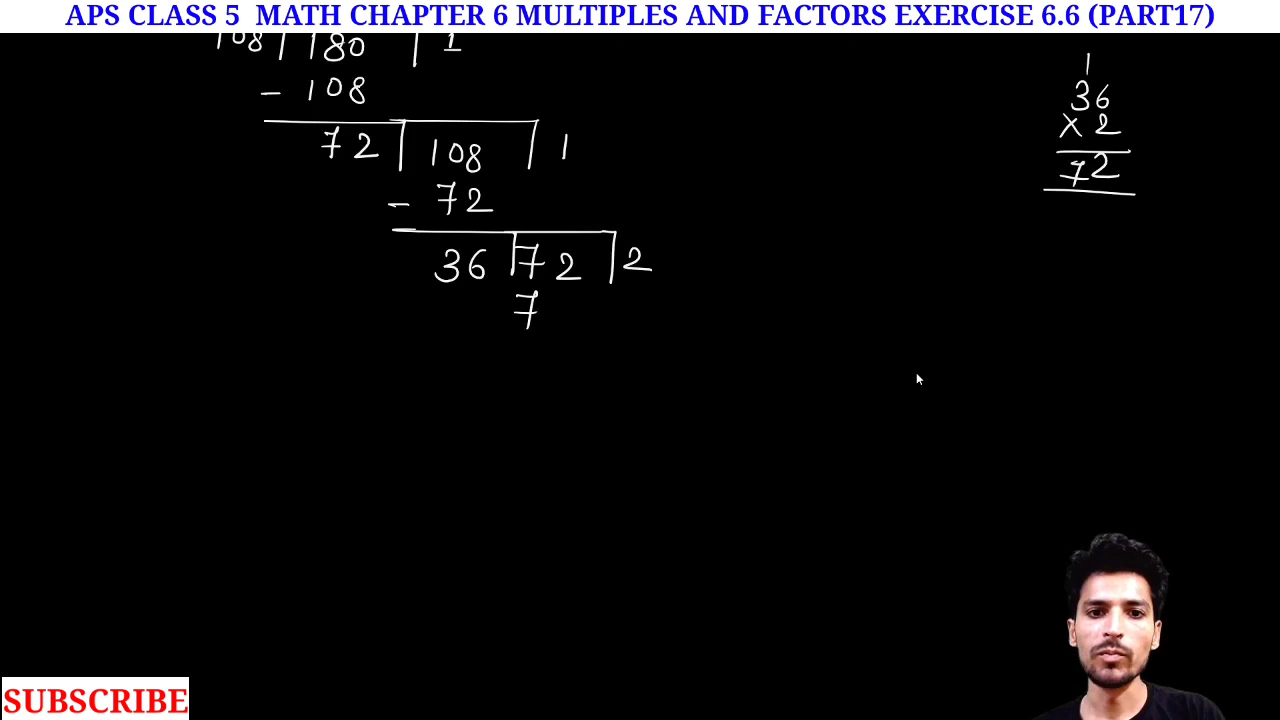 APS CLASS 5 MATH CHAPTER 6 MULTIPLES AND FACTORS EXERCISE 6.6 (PART17)
108 | 180 | 1
- 108
72 | 108 | 1
- 72
36 | 72 | 2
7
1
36
× 2
72
SUBSCRIBE